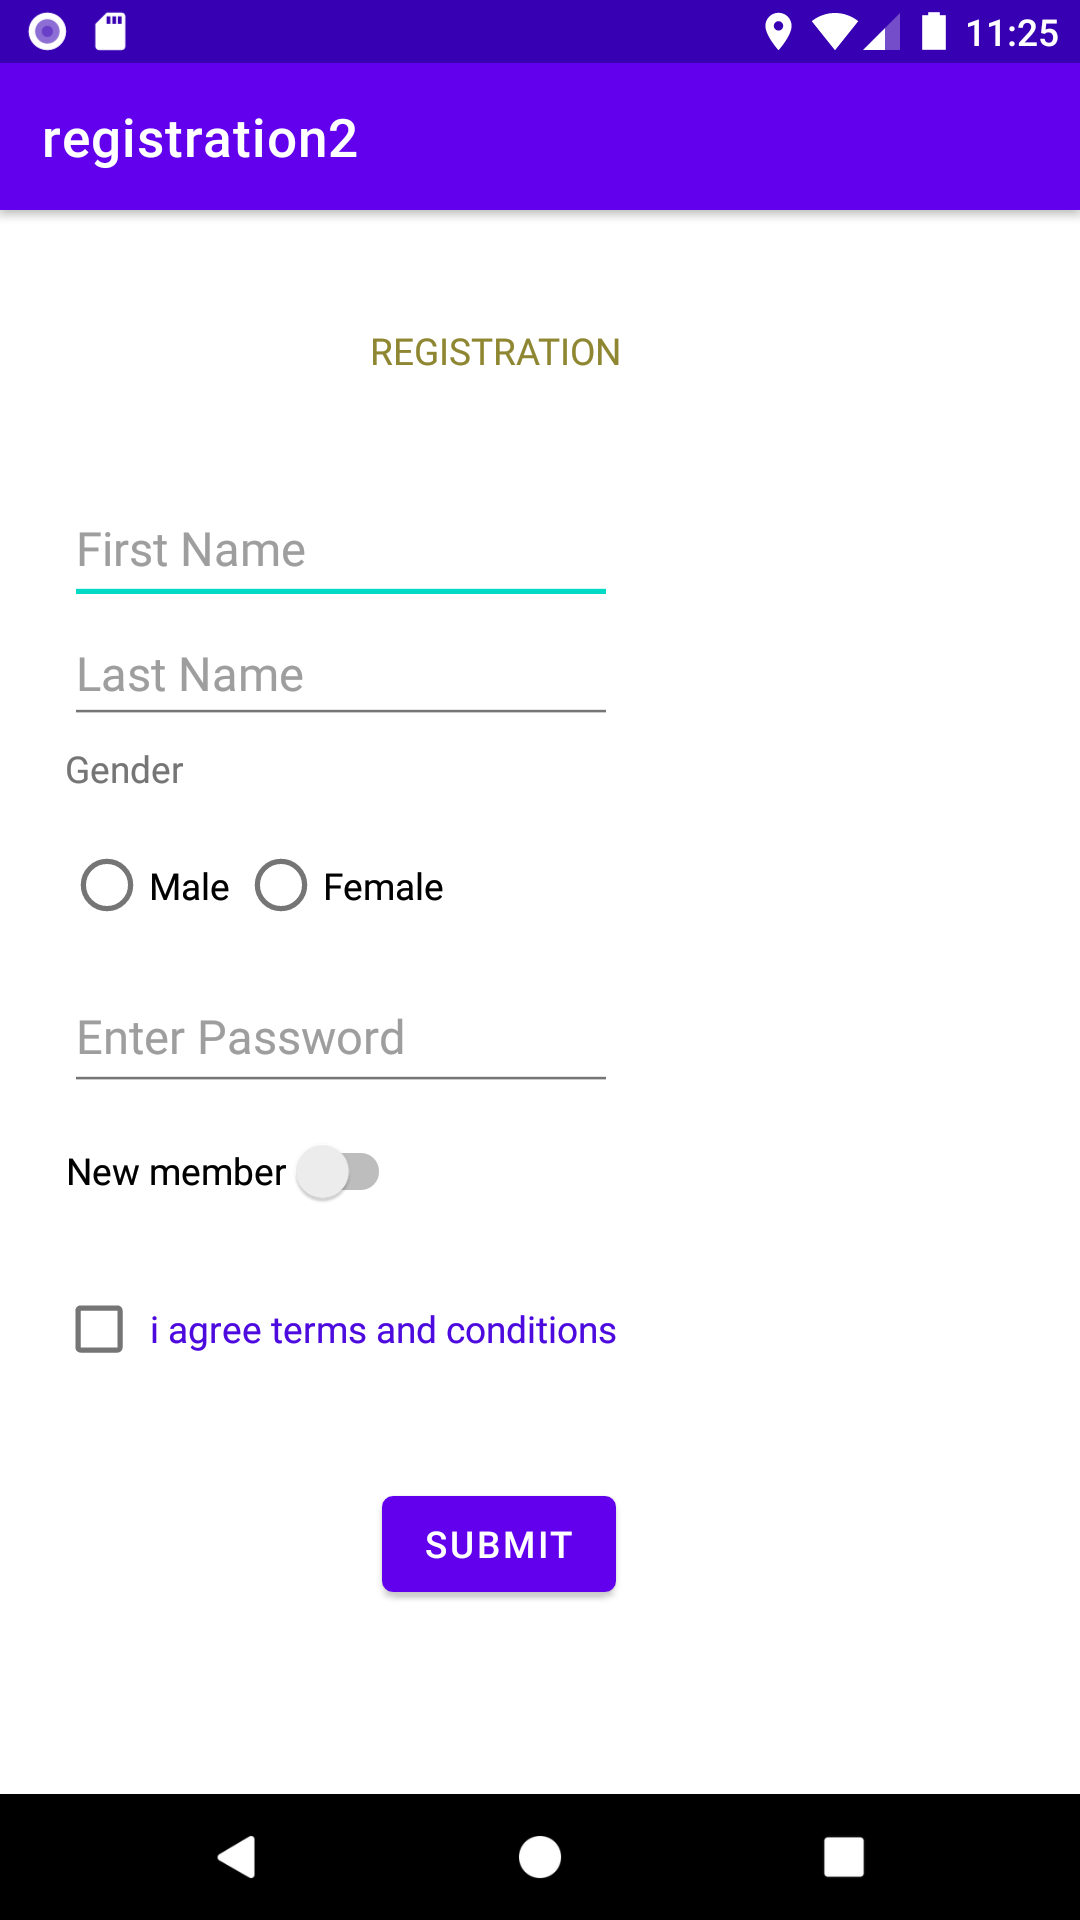 11:25
registration2
REGISTRATION
First Name
Last Name
Gender
Male Female
Enter Password
New member
i agree terms and conditions
SUBMIT